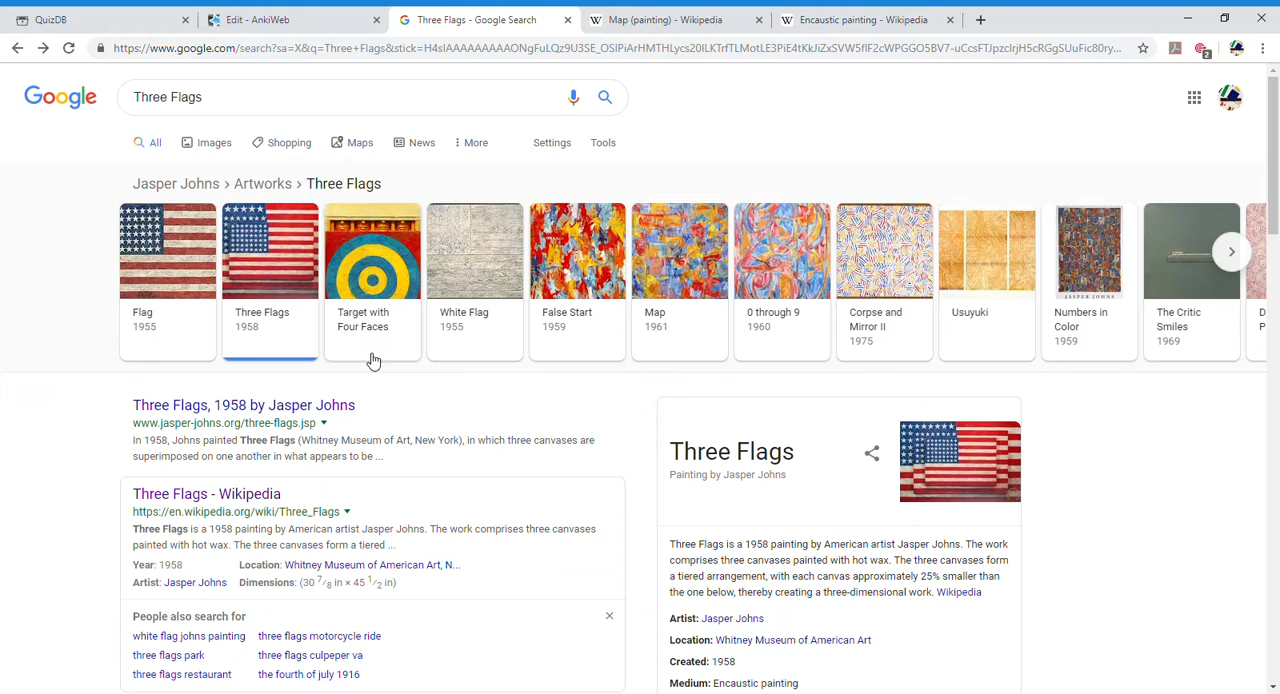 QuizDB
Edit - AnkiWeb
Three Flags - Google Search
Map (painting) - Wikipedia
Encaustic painting - Wikipedia
2
Google
Three Flags
All Images Shopping Maps News More Settings Tools
Jasper Johns › Artworks › Three Flags
Flag
1955
Three Flags
1958
Target with
Four Faces
White Flag
1955
False Start
Map
1961
0 through 9
1960
Corpse and
Mirror II
1975
Usuyuki
JASPER JOHNS
Numbers in
Color
1959
The Critic
Smiles
1969
Three Flags, 1958 by Jasper Johns
www.jasper-johns.org/three-flags.jsp
In 1958, Johns painted Three Flags (Whitney Museum of Art, New York), in which three canvases are
superimposed on one another in what appears to be ...
Three Flags - Wikipedia
https://en.wikipedia.org/wiki/Three_Flags
Three Flags is a 1958 painting by American artist Jasper Johns. The work comprises three canvases
painted with hot wax. The three canvases form a tiered ...
Year: 1958 Location: Whitney Museum of American Art, N...
Artist: Jasper Johns Dimensions: (30 7/8 in × 45 1/2 in)
People also search for
white flag johns painting three flags motorcycle ride
three flags park three flags culpeper va
three flags restaurant the fourth of july 1916
Three Flags
Painting by Jasper Johns
Three Flags is a 1958 painting by American artist Jasper Johns. The work
comprises three canvases painted with hot wax. The three canvases form
a tiered arrangement, with each canvas approximately 25% smaller than
the one below, thereby creating a three-dimensional work. Wikipedia
Artist: Jasper Johns
Location: Whitney Museum of American Art
Created: 1958
Medium: Encaustic painting